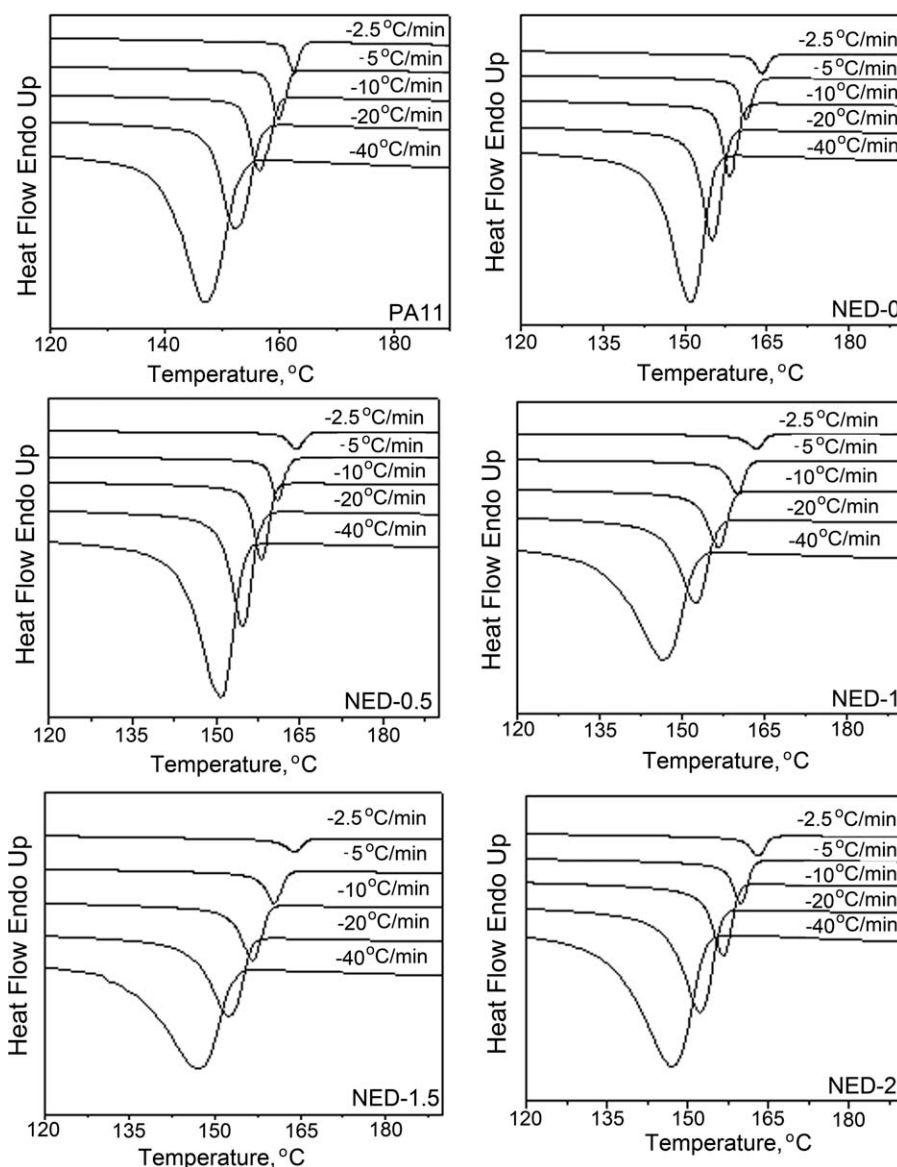 Heat Flow Endo Up
-2.5°C/min
-5°C/min
-10°C/min
-20°C/min
-40°C/min
PA11
120 140 160 180
Temperature, °C
Heat Flow Endo Up
-2.5°C/min
-5°C/min
-10°C/min
-20°C/min
-40°C/min
NED-0
120 135 150 165 180
Temperature, °C
Heat Flow Endo Up
-2.5°C/min
-5°C/min
-10°C/min
-20°C/min
-40°C/min
NED-0.5
120 135 150 165 180
Temperature, °C
Heat Flow Endo Up
-2.5°C/min
-5°C/min
-10°C/min
-20°C/min
-40°C/min
NED-1
120 135 150 165 180
Temperature, °C
Heat Flow Endo Up
-2.5°C/min
-5°C/min
-10°C/min
-20°C/min
-40°C/min
NED-1.5
120 135 150 165 180
Temperature, °C
Heat Flow Endo Up
-2.5°C/min
-5°C/min
-10°C/min
-20°C/min
-40°C/min
NED-2
120 135 150 165 180
Temperature, °C